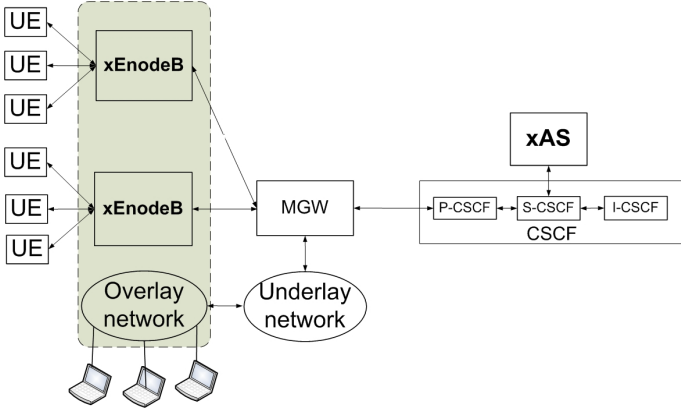 UE
UE
UE
xEnodeB
UE
UE
UE
xEnodeB
MGW
xAS
P-CSCF
S-CSCF
I-CSCF
CSCF
Overlay
network
Underlay
network